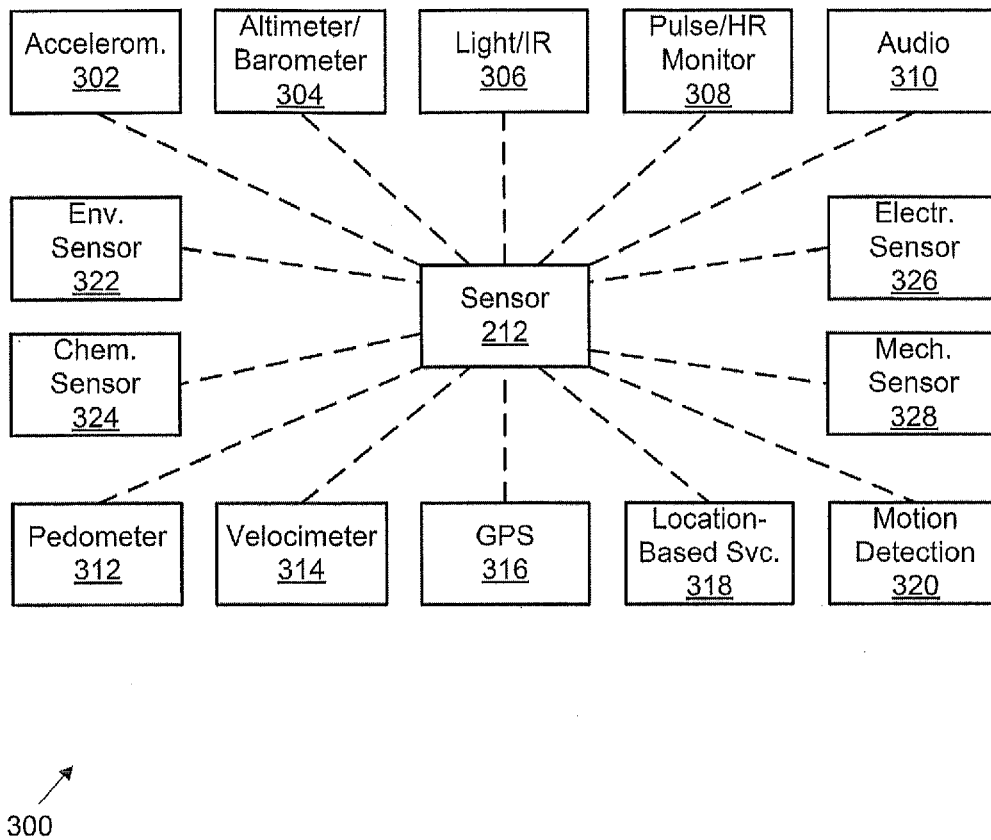 Accelerom.
302
Altimeter/
Barometer
304
Light/IR
306
Pulse/HR
Monitor
308
Audio
310
Env.
Sensor
322
Electr.
Sensor
326
Sensor
212
Chem.
Sensor
324
Mech.
Sensor
328
Pedometer
312
Velocimeter
314
GPS
316
Location-
Based Svc.
318
Motion
Detection
320
300